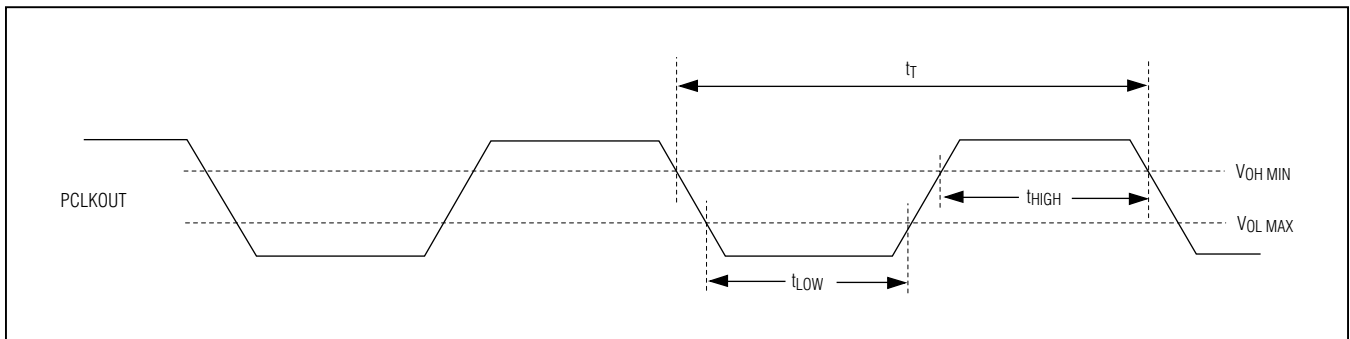 tT
VOH MIN
PCLKOUT
tHIGH
VOL MAX
tLOW